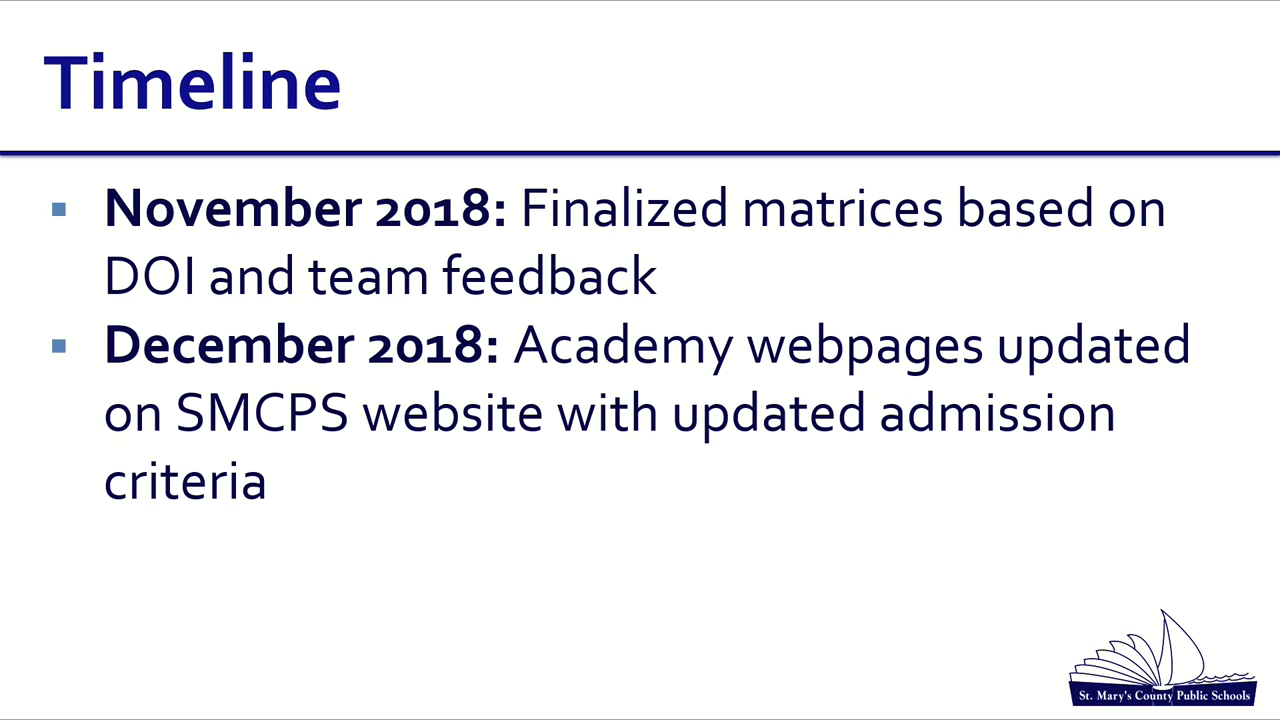 Timeline
▪ November 2018: Finalized matrices based on
DOI and team feedback
▪ December 2018: Academy webpages updated
on SMCPS website with updated admission
criteria
St. Mary's County Public Schools